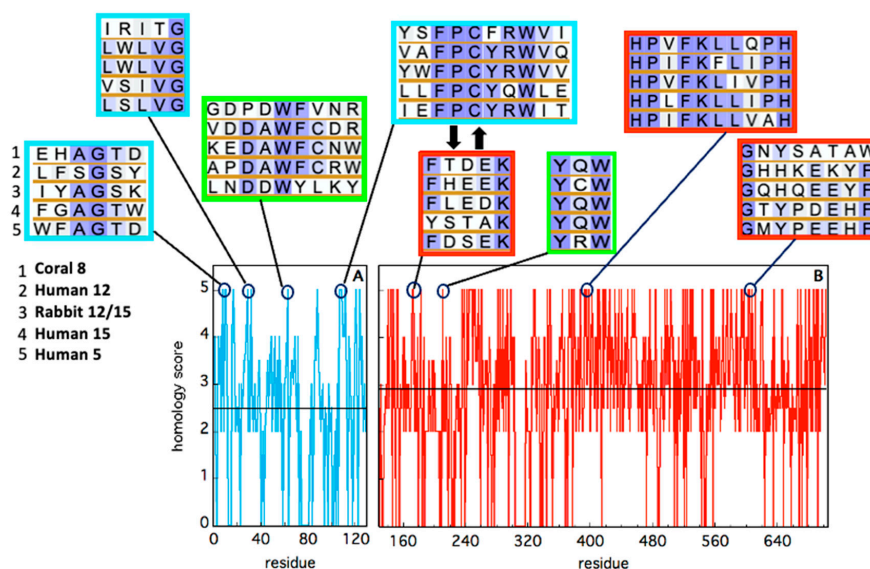 IRITG
LWLVG
LWLVG
VSIVG
LSLVG
YSFPCFRWVI
VAFPCYRWVQ
YWFPCYRWVV
LLFPCYQWLE
IEFPCYRWIT
HPVFKLLQPH
HPIFKFLIPH
HPVFKLIVPH
HPLFKLLIPH
HPIFKLLVAH
GDPDWFVNR
VDDAWFCDR
KEDAWFCNW
APDAWFCRW
LNDDWYLKY
1 EHAGTD
2 LFSGSY
3 IYAGSK
4 FGAGTW
5 WFAGTD
FTDEK
FHEEK
FLEDK
YSTAK
FDSEK
YQW
YCW
YQW
YQW
YRW
GNYSATAW
GHHKEKYF
GQHQEEYF
GTYPDEHF
GMYPEEHF
1 Coral 8
2 Human 12
3 Rabbit 12/15
4 Human 15
5 Human 5
A
B
homology score
5
4
3
2
1
0
0 40 80 120
160 240 320 400 480 560 640
residue
residue